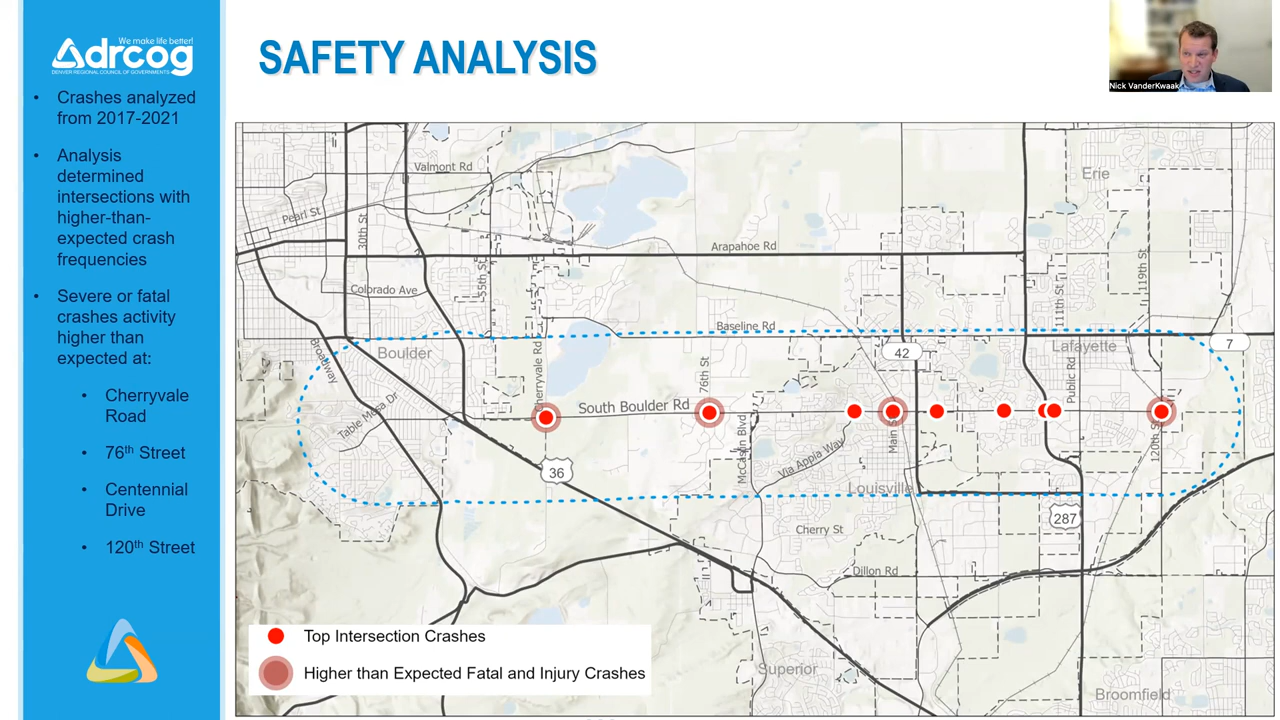 We make life better!
drcog
DENVER REGIONAL COUNCIL OF GOVERNMENTS
SAFETY ANALYSIS
Nick VanderKwaak
• Crashes analyzed
from 2017-2021
• Analysis
determined
intersections with
higher-than-
expected crash
frequencies
• Severe or fatal
crashes activity
higher than
expected at:
• Cherryvale
Road
• 76th Street
• Centennial
Drive
• 120th Street
Valmont Rd
Erie
Pearl St
30th St
Arapahoe Rd
55th St
119th St
Colorado Ave
111th St
Baseline Rd
Broadway
Boulder
Cherryvale Rd
76th St
42
Lafayette
7
Public Rd
Table Mesa Dr
South Boulder Rd
McCaslin Blvd
Main S
120th S
Via Appia Way
36
Louisville
287
Cherry St
Dillon Rd
Superior
Broomfield
Top Intersection Crashes
Higher than Expected Fatal and Injury Crashes